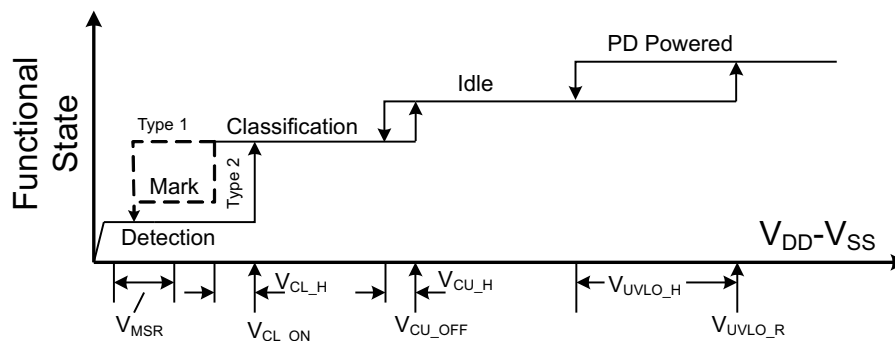 Functional
State
PD Powered
Idle
Type 1
Classification
Mark
Type 2
Detection
VDD-VSS
VCL_H
VCU_H
VUVLO_H
VMSR
VCL_ON
VCU_OFF
VUVLO_R